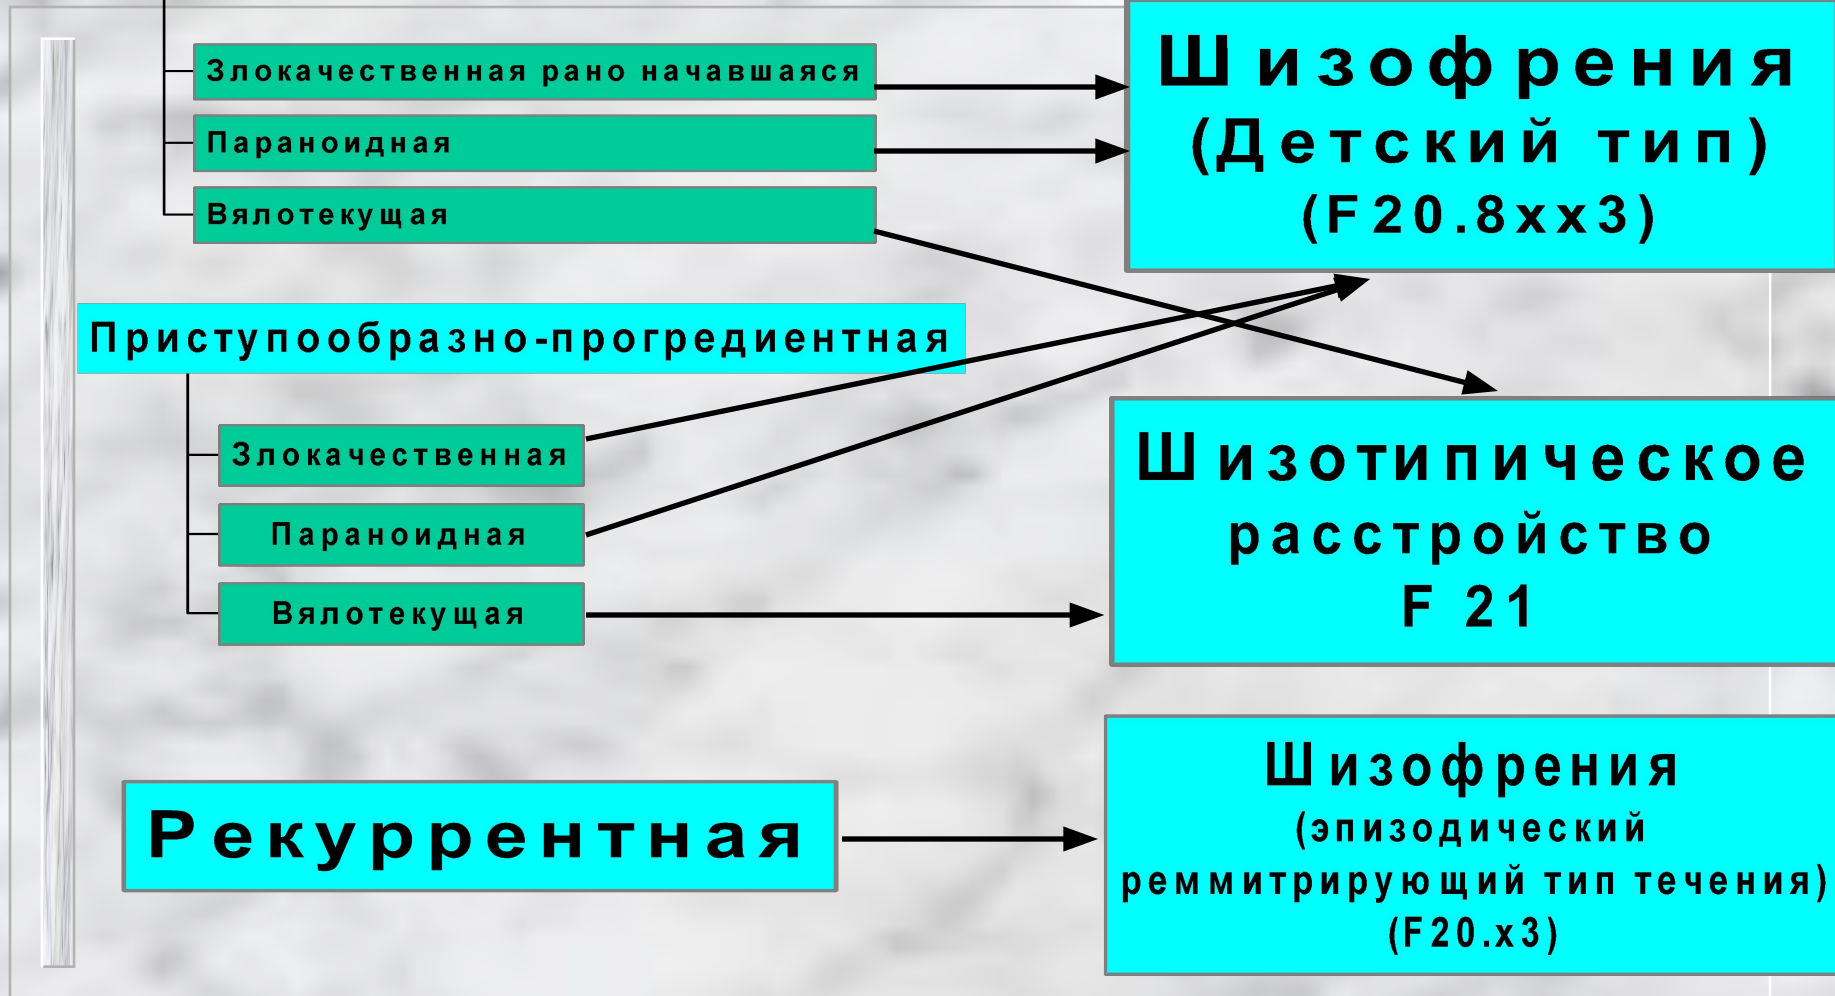 Злокачественная рано начавшаяся
Параноидная
Вялотекущая
Шизофрения
(Детский тип)
(F20.8xx3)
Приступообразно-прогредиентная
Злокачественная
Параноидная
Вялотекущая
Шизотипическое
расстройство
F 21
Рекуррентная
Шизофрения
(эпизодический
реммитрирующий тип течения)
(F20.x3)